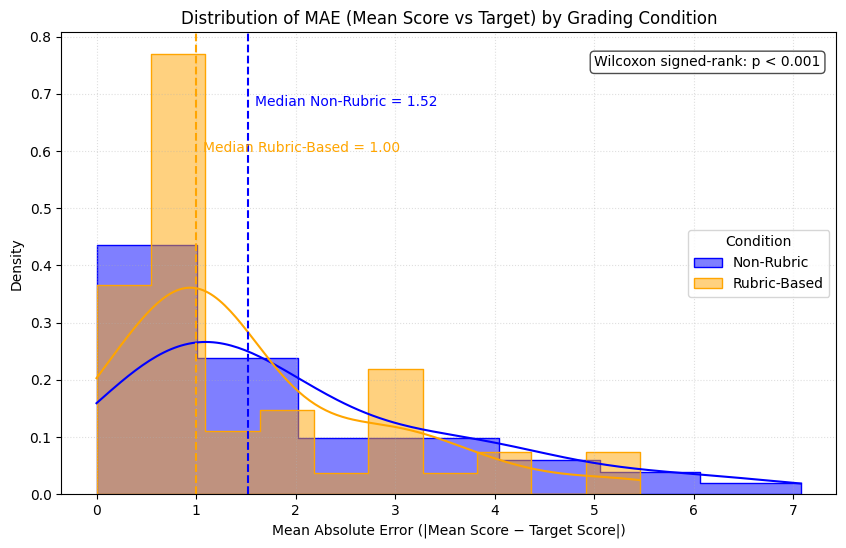 Distribution of MAE (Mean Score vs Target) by Grading Condition
0.8
0.7
0.6
0.5
0.4
0.3
0.2
0.1
0.0
Density
Wilcoxon signed-rank: p < 0.001
Median Non-Rubric = 1.52
Median Rubric-Based = 1.00
Condition
Non-Rubric
Rubric-Based
0 1 2 3 4 5 6 7
Mean Absolute Error (|Mean Score − Target Score|)